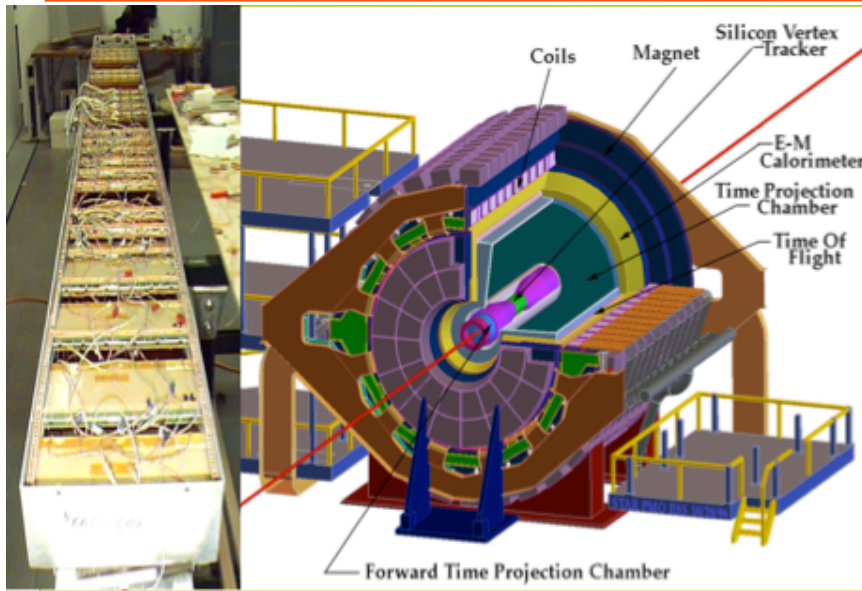 Silicon Vertex
Tracker
Coils
Magnet
E-M
Calorimeter
Time Projection
Chamber
Time Of
Flight
Forward Time Projection Chamber